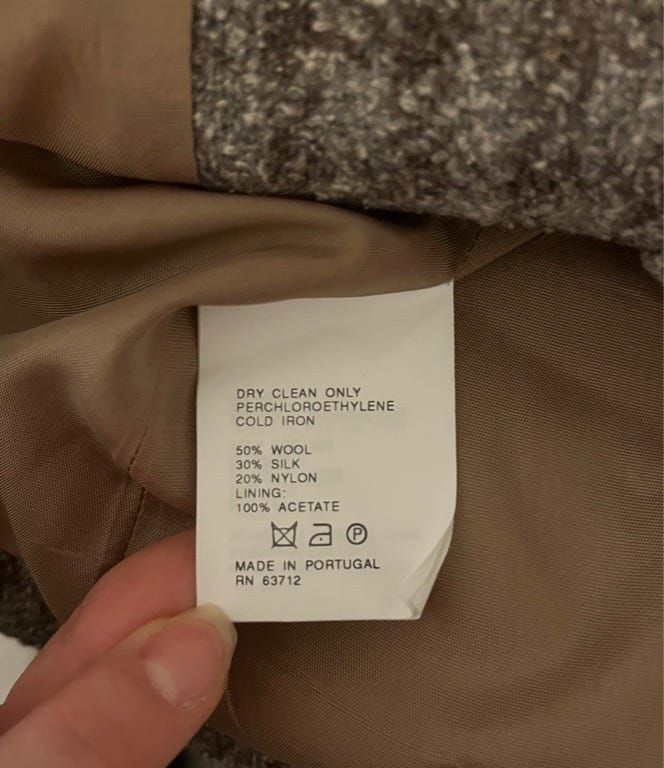 DRY CLEAN ONLY
PERCHLOROETHYLENE
COLD IRON
50% WOOL
30% SILK
20% NYLON
LINING:
100% ACETATE
P
MADE IN PORTUGAL
RN 63712